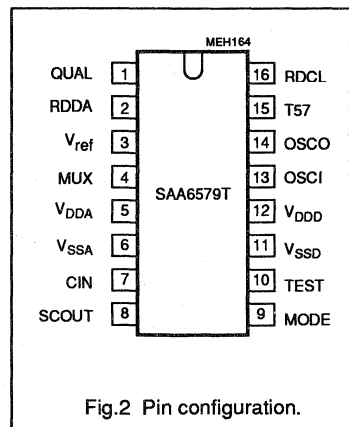 MEH164
QUAL 1 16 RDCL
RDDA 2 15 T57
Vref 3 14 OSCO
MUX 4 13 OSCI
SAA6579T
VDDA 5 12 VDDD
VSSA 6 11 VSSD
CIN 7 10 TEST
SCOUT 8 9 MODE
Fig.2 Pin configuration.